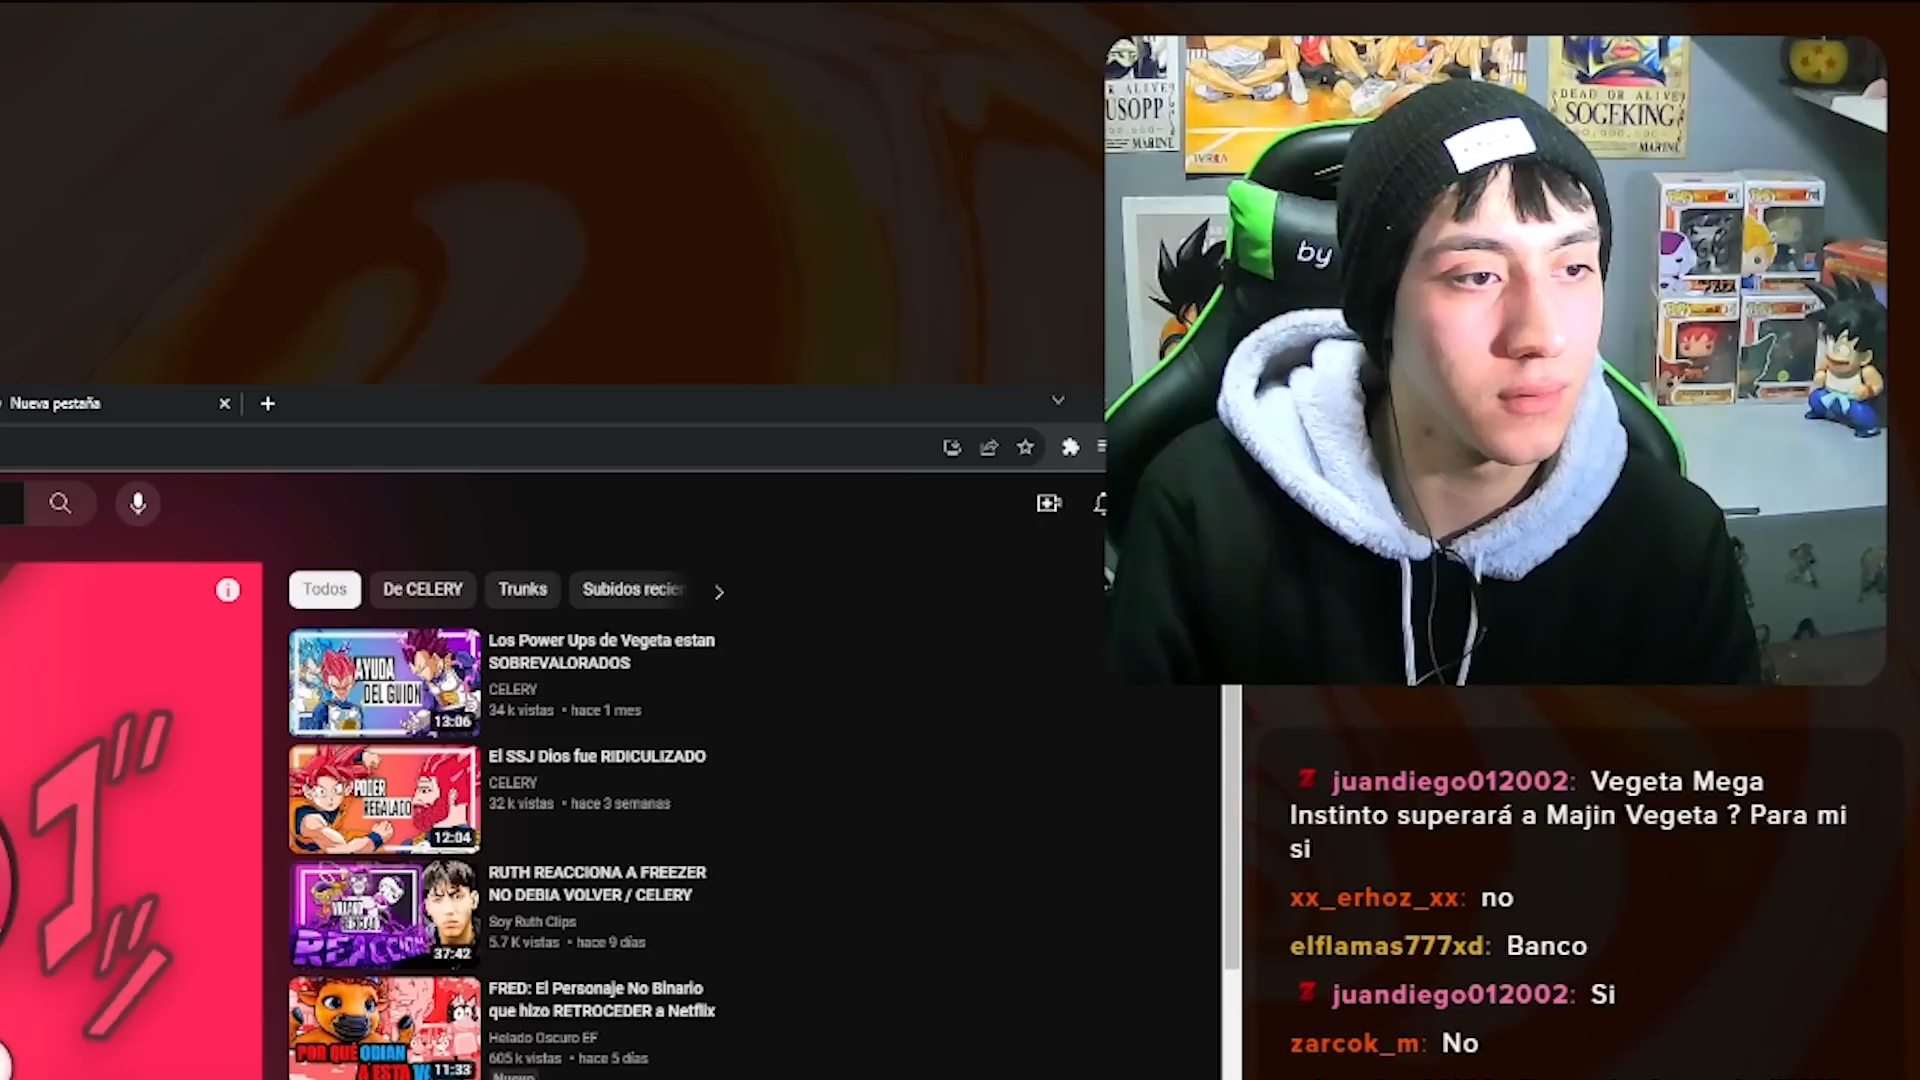 Nueva pestaña
Todos
De CELERY
Trunks
Subidos recien
Los Power Ups de Vegeta estan
SOBREVALORADOS
CELERY
34 k vistas • hace 1 mes
AYUDA
DEL GUION
13:06
El SSJ Dios fue RIDICULIZADO
CELERY
32 k vistas • hace 3 semanas
PODER
REGALADO
12:04
RUTH REACCIONA A FREEZER
NO DEBIA VOLVER / CELERY
Soy Ruth Clips
5.7 K vistas • hace 9 días
37:42
FRED: El Personaje No Binario
que hizo RETROCEDER a Netflix
Helado Oscuro EF
605 k vistas • hace 5 días
Nuevo
POR QUÉ ODIAN
A ESTA
11:33
R ALIVE
USOPP
MARINE
DEAD OR ALIVE
SOGEKING
MARINE
by
juandiego012002: Vegeta Mega
Instinto superará a Majin Vegeta ? Para mi
si
xx_erhoz_xx: no
elflamas777xd: Banco
juandiego012002: Si
zarcok_m: No